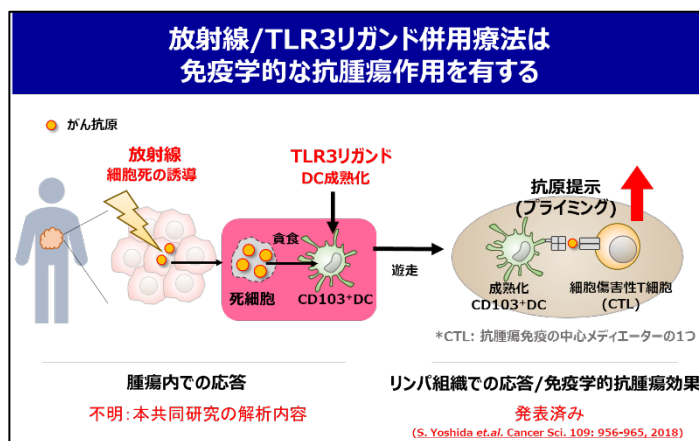 放射線/TLR3リガンド併用療法は
免疫学的な抗腫瘍作用を有する
がん抗原
放射線
細胞死の誘導
TLR3リガンド
DC成熟化
抗原提示
(プライミング)
貪食
死細胞
CD103⁺DC
遊走
成熟化
CD103⁺DC
細胞傷害性T細胞
(CTL)
*CTL: 抗腫瘍免疫の中心メディエーターの1つ
腫瘍内での応答
不明：本共同研究の解析内容
リンパ組織での応答/免疫学的抗腫瘍効果
発表済み
(S. Yoshida et.al. Cancer Sci. 109: 956-965, 2018)